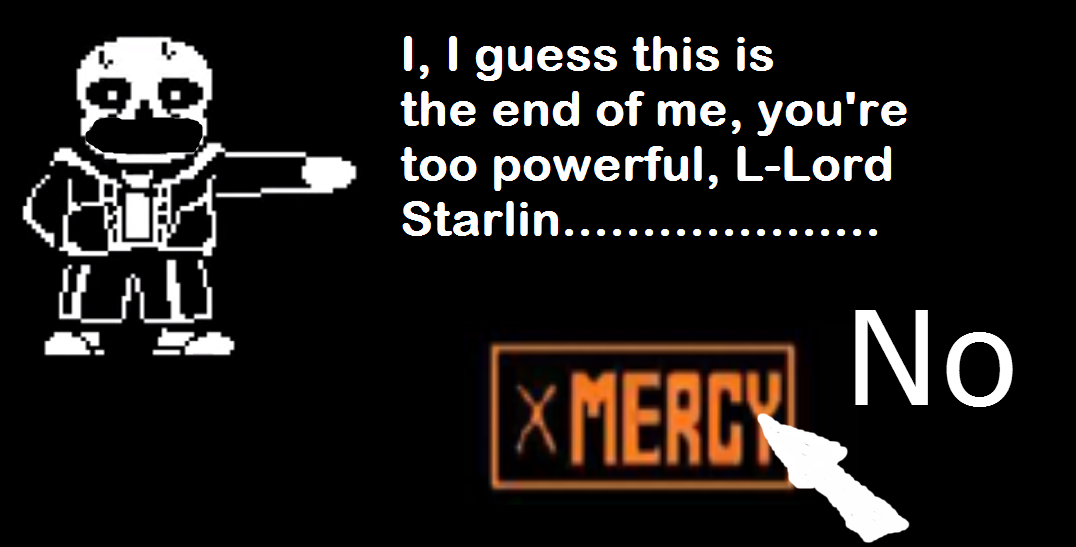 I, I guess this is
the end of me, you're
too powerful, L-Lord
Starlin....................
No
X MERCY